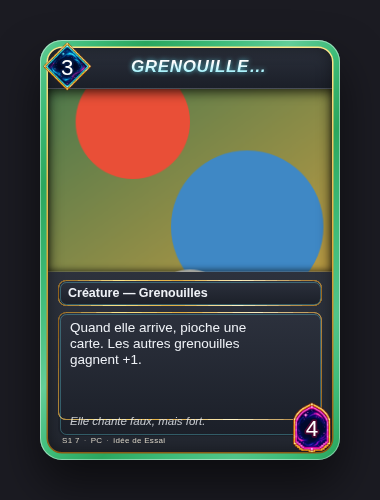 3
GRENOUILLE…
Créature — Grenouilles
Quand elle arrive, pioche une
carte. Les autres grenouilles
gagnent +1.
Elle chante faux, mais fort.
S1 7 · PC · Idée de Essai
4